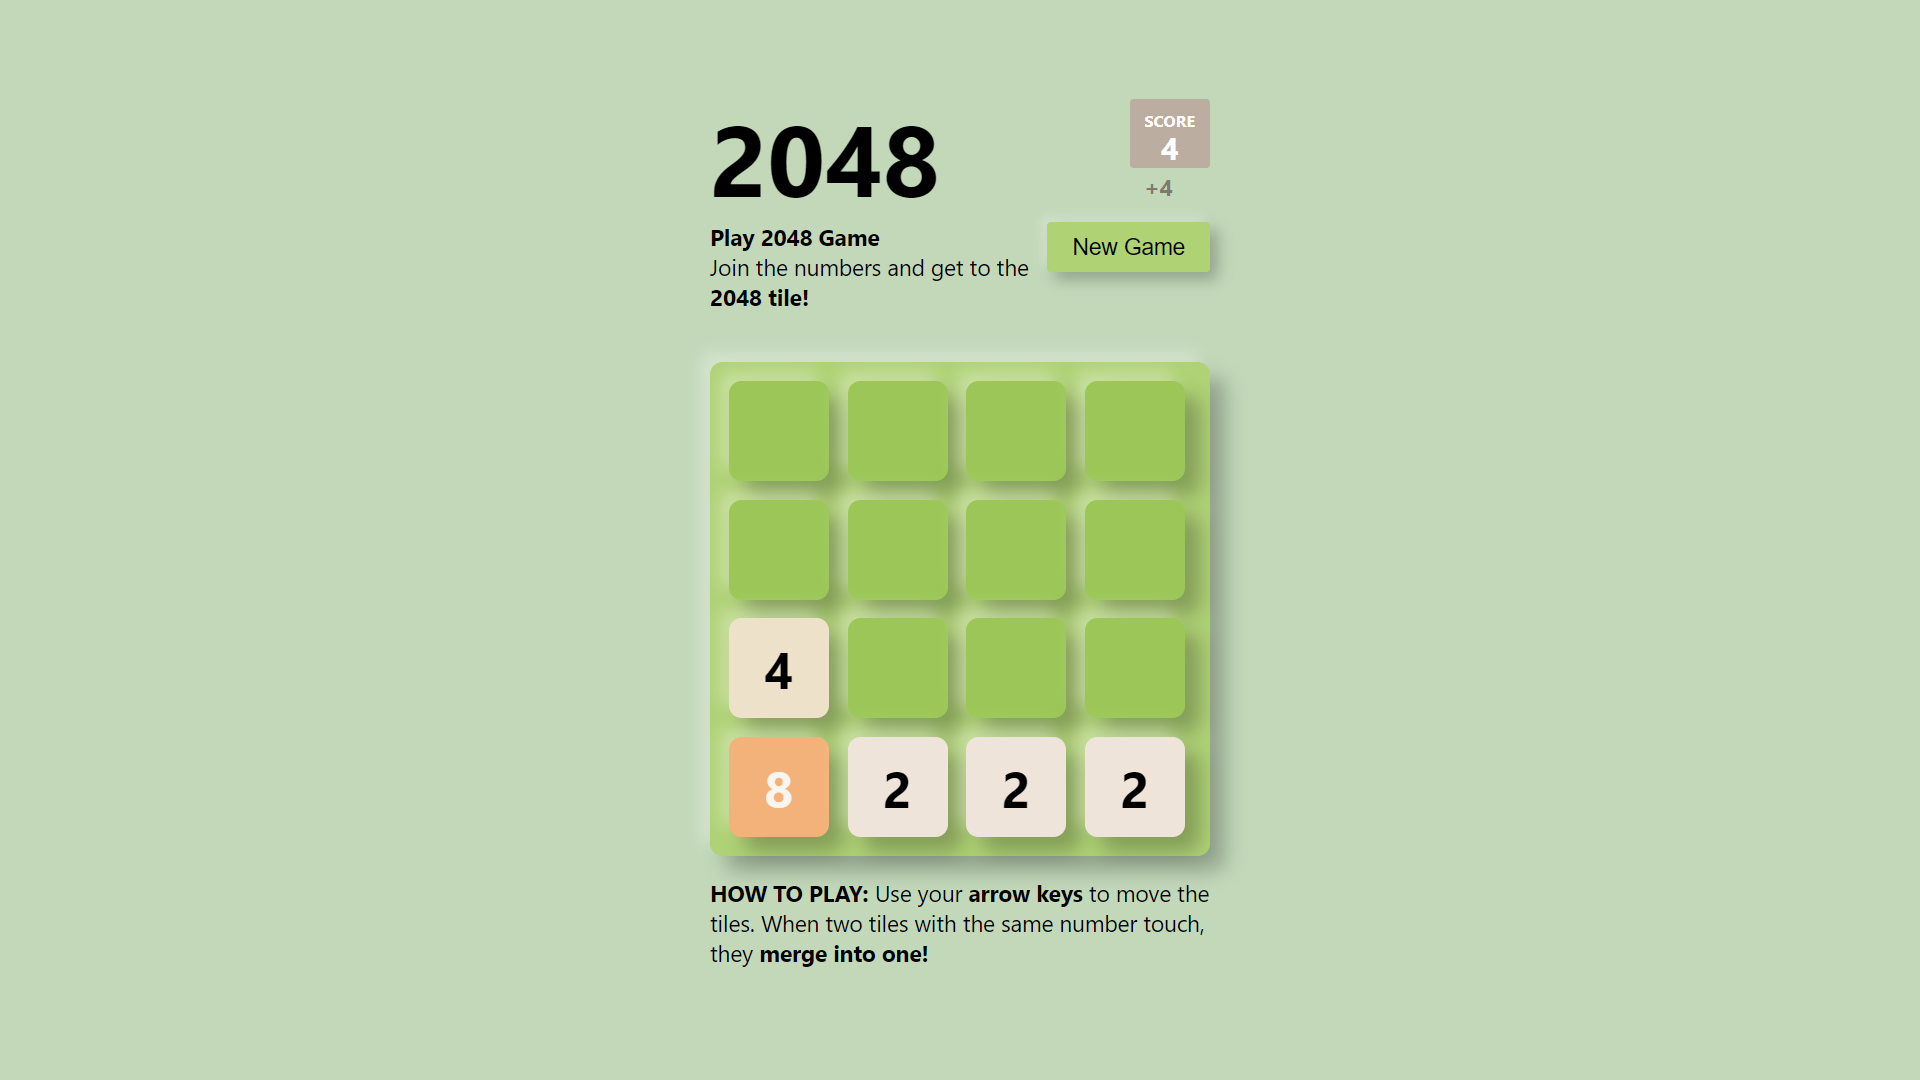 2048
SCORE
4
+4
Play 2048 Game
Join the numbers and get to the
2048 tile!
New Game
4
8 2 2 2
HOW TO PLAY: Use your arrow keys to move the
tiles. When two tiles with the same number touch,
they merge into one!